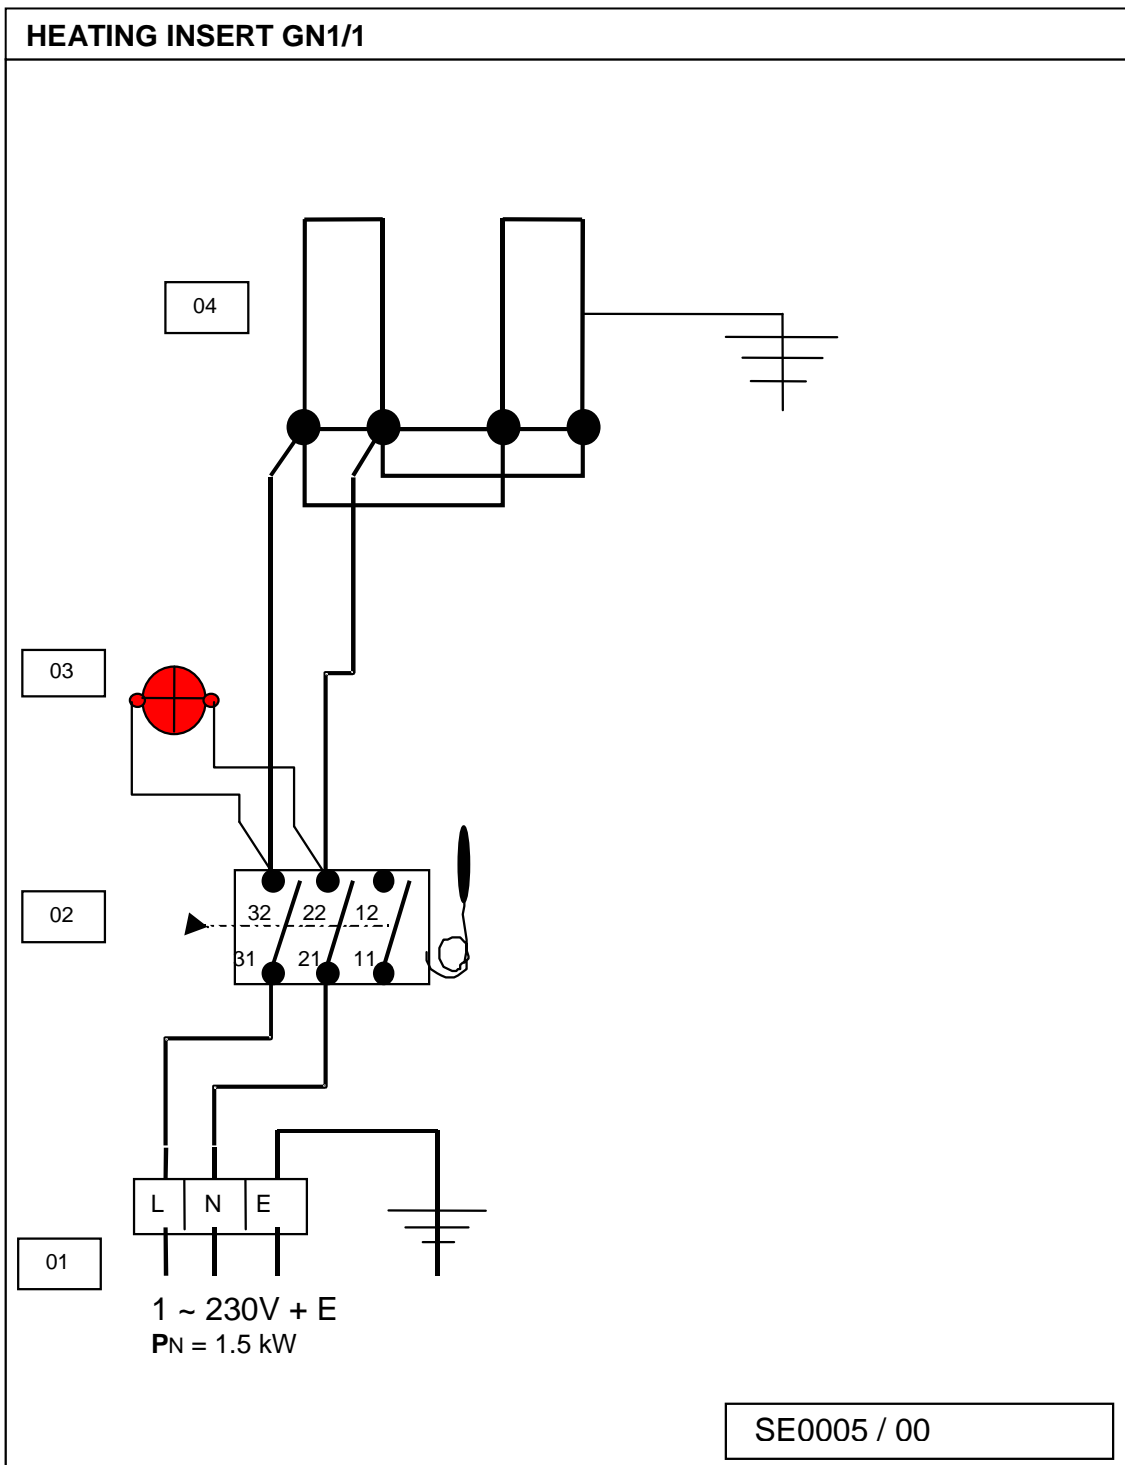 HEATING INSERT GN1/1
04
03
02
32 22 12
31 21 11
L N E
01
1 ~ 230V + E
PN = 1.5 kW
SE0005 / 00